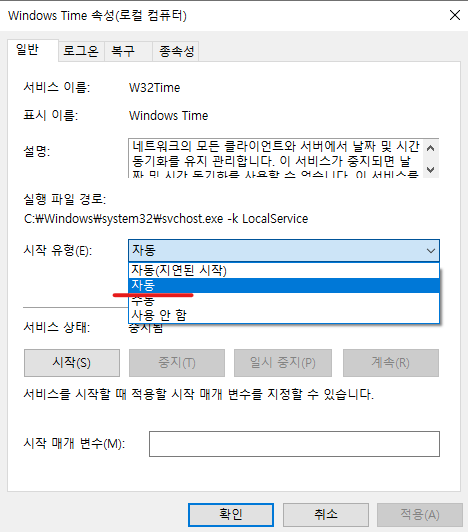 Windows Time 속성(로컬 컴퓨터)
일반 로그온 복구 종속성
서비스 이름: W32Time
표시 이름: Windows Time
설명: 네트워크의 모든 클라이언트와 서버에서 날짜 및 시간
동기화를 유지 관리합니다. 이 서비스가 중지되면 날
짜 및 시간 동기화를 사용할 수 없습니다. 이 서비스를
실행 파일 경로:
C:₩Windows₩system32₩svchost.exe -k LocalService
시작 유형(E): 자동
자동(지연된 시작)
자동
수동
사용 안 함
서비스 상태: 중지됨
시작(S) 중지(T) 일시 중지(P) 계속(R)
서비스를 시작할 때 적용할 시작 매개 변수를 지정할 수 있습니다.
시작 매개 변수(M):
확인 취소 적용(A)